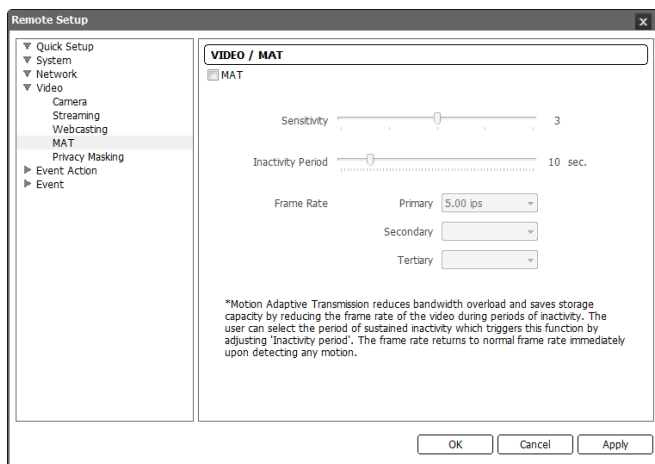 Remote Setup
Quick Setup
System
Network
Video
Camera
Streaming
Webcasting
MAT
Privacy Masking
Event Action
Event
VIDEO / MAT
MAT
Sensitivity 3
Inactivity Period 10 sec.
Frame Rate Primary 5.00 ips
Secondary
Tertiary
*Motion Adaptive Transmission reduces bandwidth overload and saves storage
capacity by reducing the frame rate of the video during periods of inactivity. The
user can select the period of sustained inactivity which triggers this function by
adjusting 'Inactivity period'. The frame rate returns to normal frame rate immediately
upon detecting any motion.
OK Cancel Apply